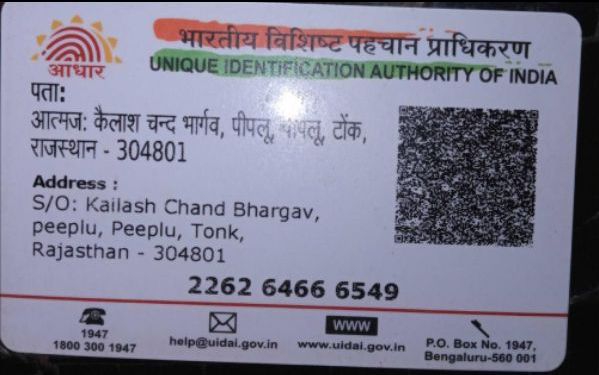 आधार
भारतीय विशिष्ट पहचान प्राधिकरण
UNIQUE IDENTIFICATION AUTHORITY OF INDIA
पता:
आत्मज: कैलाश चन्द भार्गव, पीपलू, टोंक,
राजस्थान - 304801
Address :
S/O: Kailash Chand Bhargav,
peeplu, Peeplu, Tonk,
Rajasthan - 304801
2262 6466 6549
1947
1800 300 1947
help@uidai.gov.in
WWW
www.uidai.gov.in
P.O. Box No. 1947,
Bengaluru-560 001